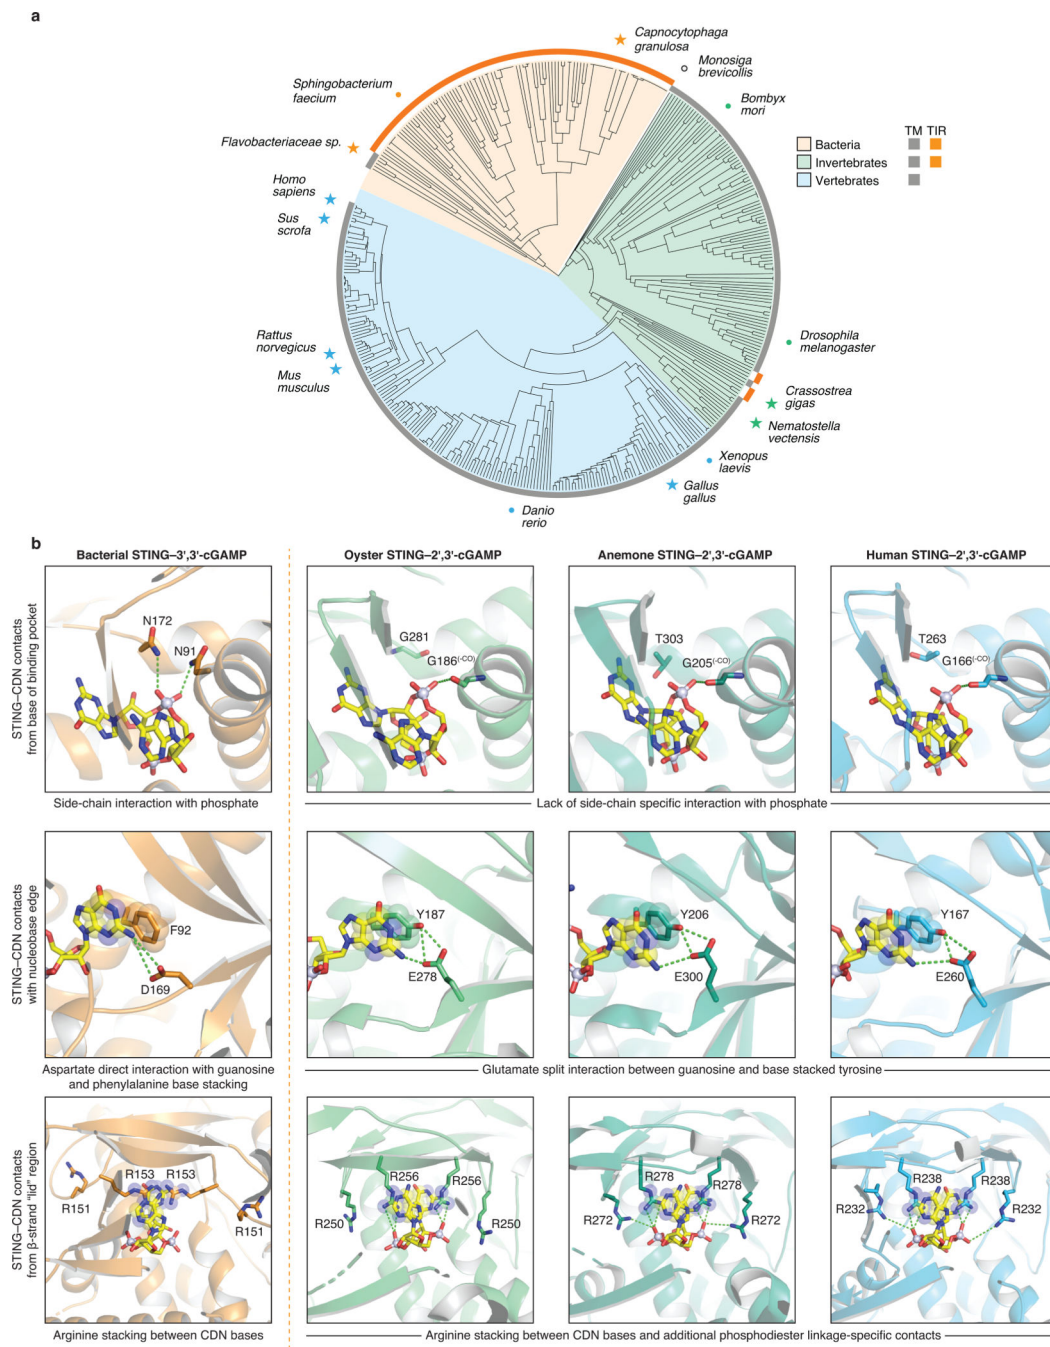 a
Capnocytophaga
granulosa
Monosiga
brevicollis
Sphingobacterium
faecium
Bombyx
mori
Flavobacteriaceae sp.
TM TIR
Bacteria
Invertebrates
Vertebrates
Homo
sapiens
Sus
scrofa
Rattus
norvegicus
Mus
musculus
Drosophila
melanogaster
Crassostrea
gigas
Nematostella
vectensis
Xenopus
laevis
Gallus
gallus
Danio
rerio
b
Bacterial STING–3',3'-cGAMP
Oyster STING–2',3'-cGAMP
Anemone STING–2',3'-cGAMP
Human STING–2',3'-cGAMP
STING–CDN contacts
from base of binding pocket
N172
N91
G281
G186(-CO)
T303
G205(-CO)
T263
G166(-CO)
Side-chain interaction with phosphate
Lack of side-chain specific interaction with phosphate
STING–CDN contacts
with nucleobase edge
F92
D169
Y187
E278
Y206
E300
Y167
E260
Aspartate direct interaction with guanosine
and phenylalanine base stacking
Glutamate split interaction between guanosine and base stacked tyrosine
STING–CDN contacts
from β-strand "lid" region
R153 R153
R151
R151
R256
R256
R250
R250
R278
R278
R272
R272
R238
R238
R232
R232
Arginine stacking between CDN bases
Arginine stacking between CDN bases and additional phosphodiester linkage-specific contacts